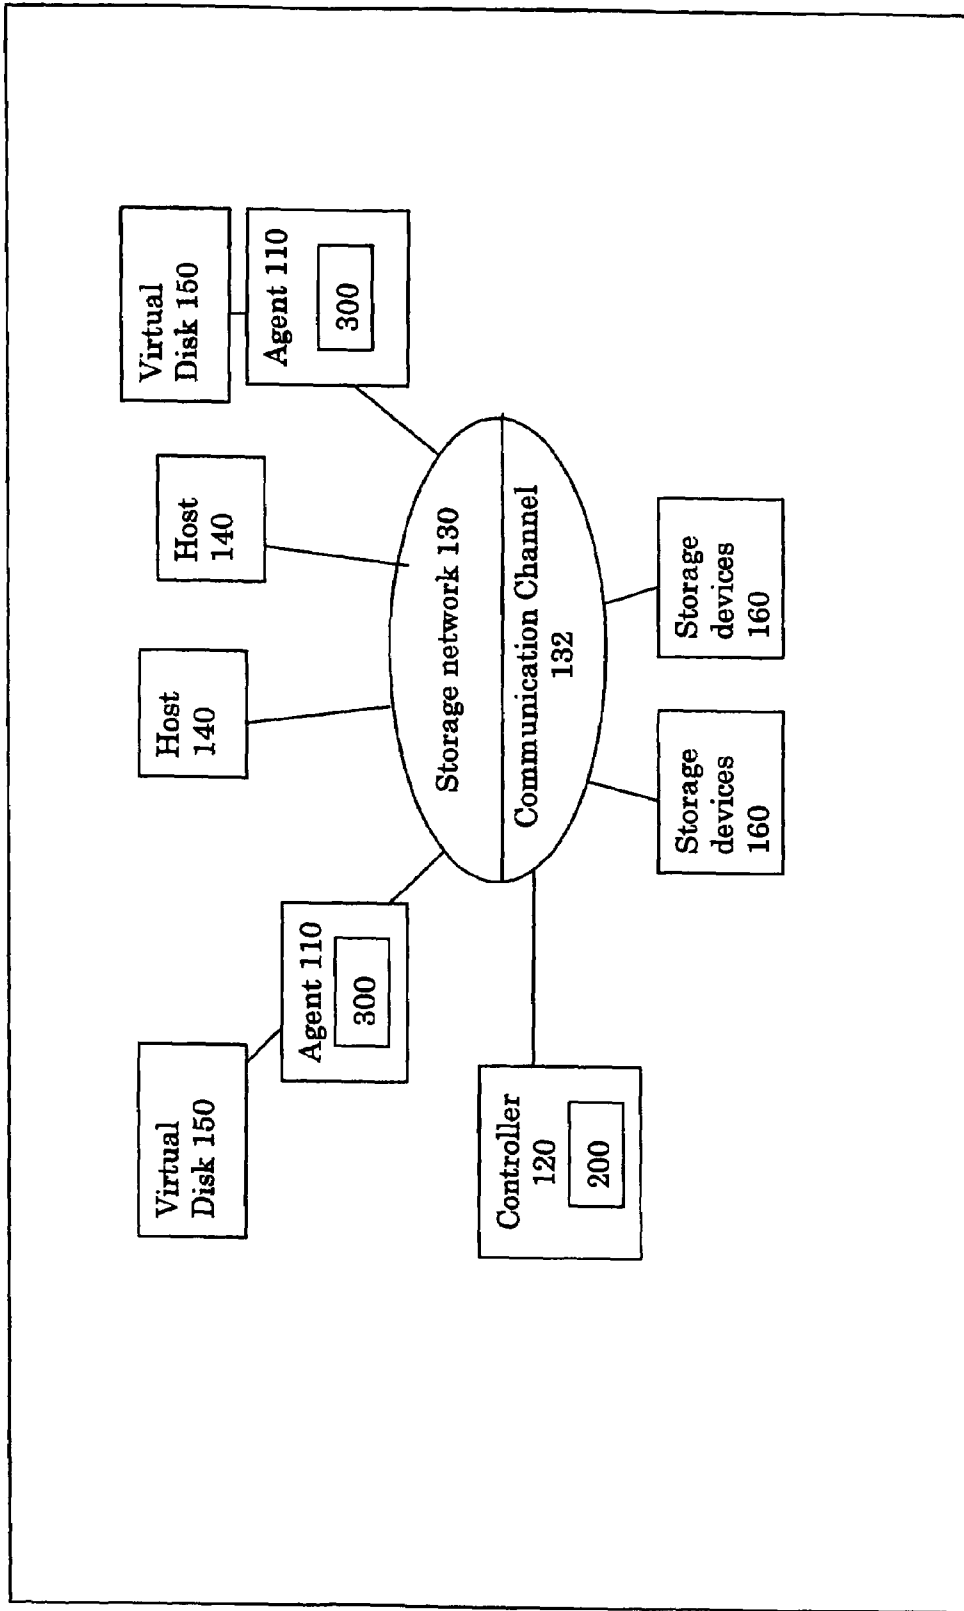 Virtual
Disk 150
Agent 110
300
Host
140
Host
140
Virtual
Disk 150
Agent 110
300
Storage network 130
Communication Channel
132
Controller
120
200
Storage
devices
160
Storage
devices
160